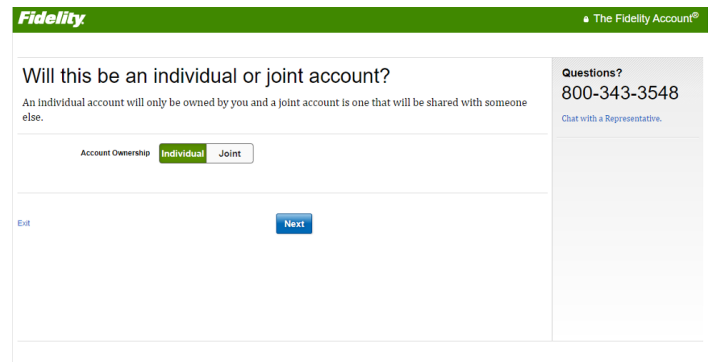 Fidelity
The Fidelity Account®
Will this be an individual or joint account?
An individual account will only be owned by you and a joint account is one that will be shared with someone
else.
Account Ownership Individual Joint
Exit
Next
Questions?
800-343-3548
Chat with a Representative.